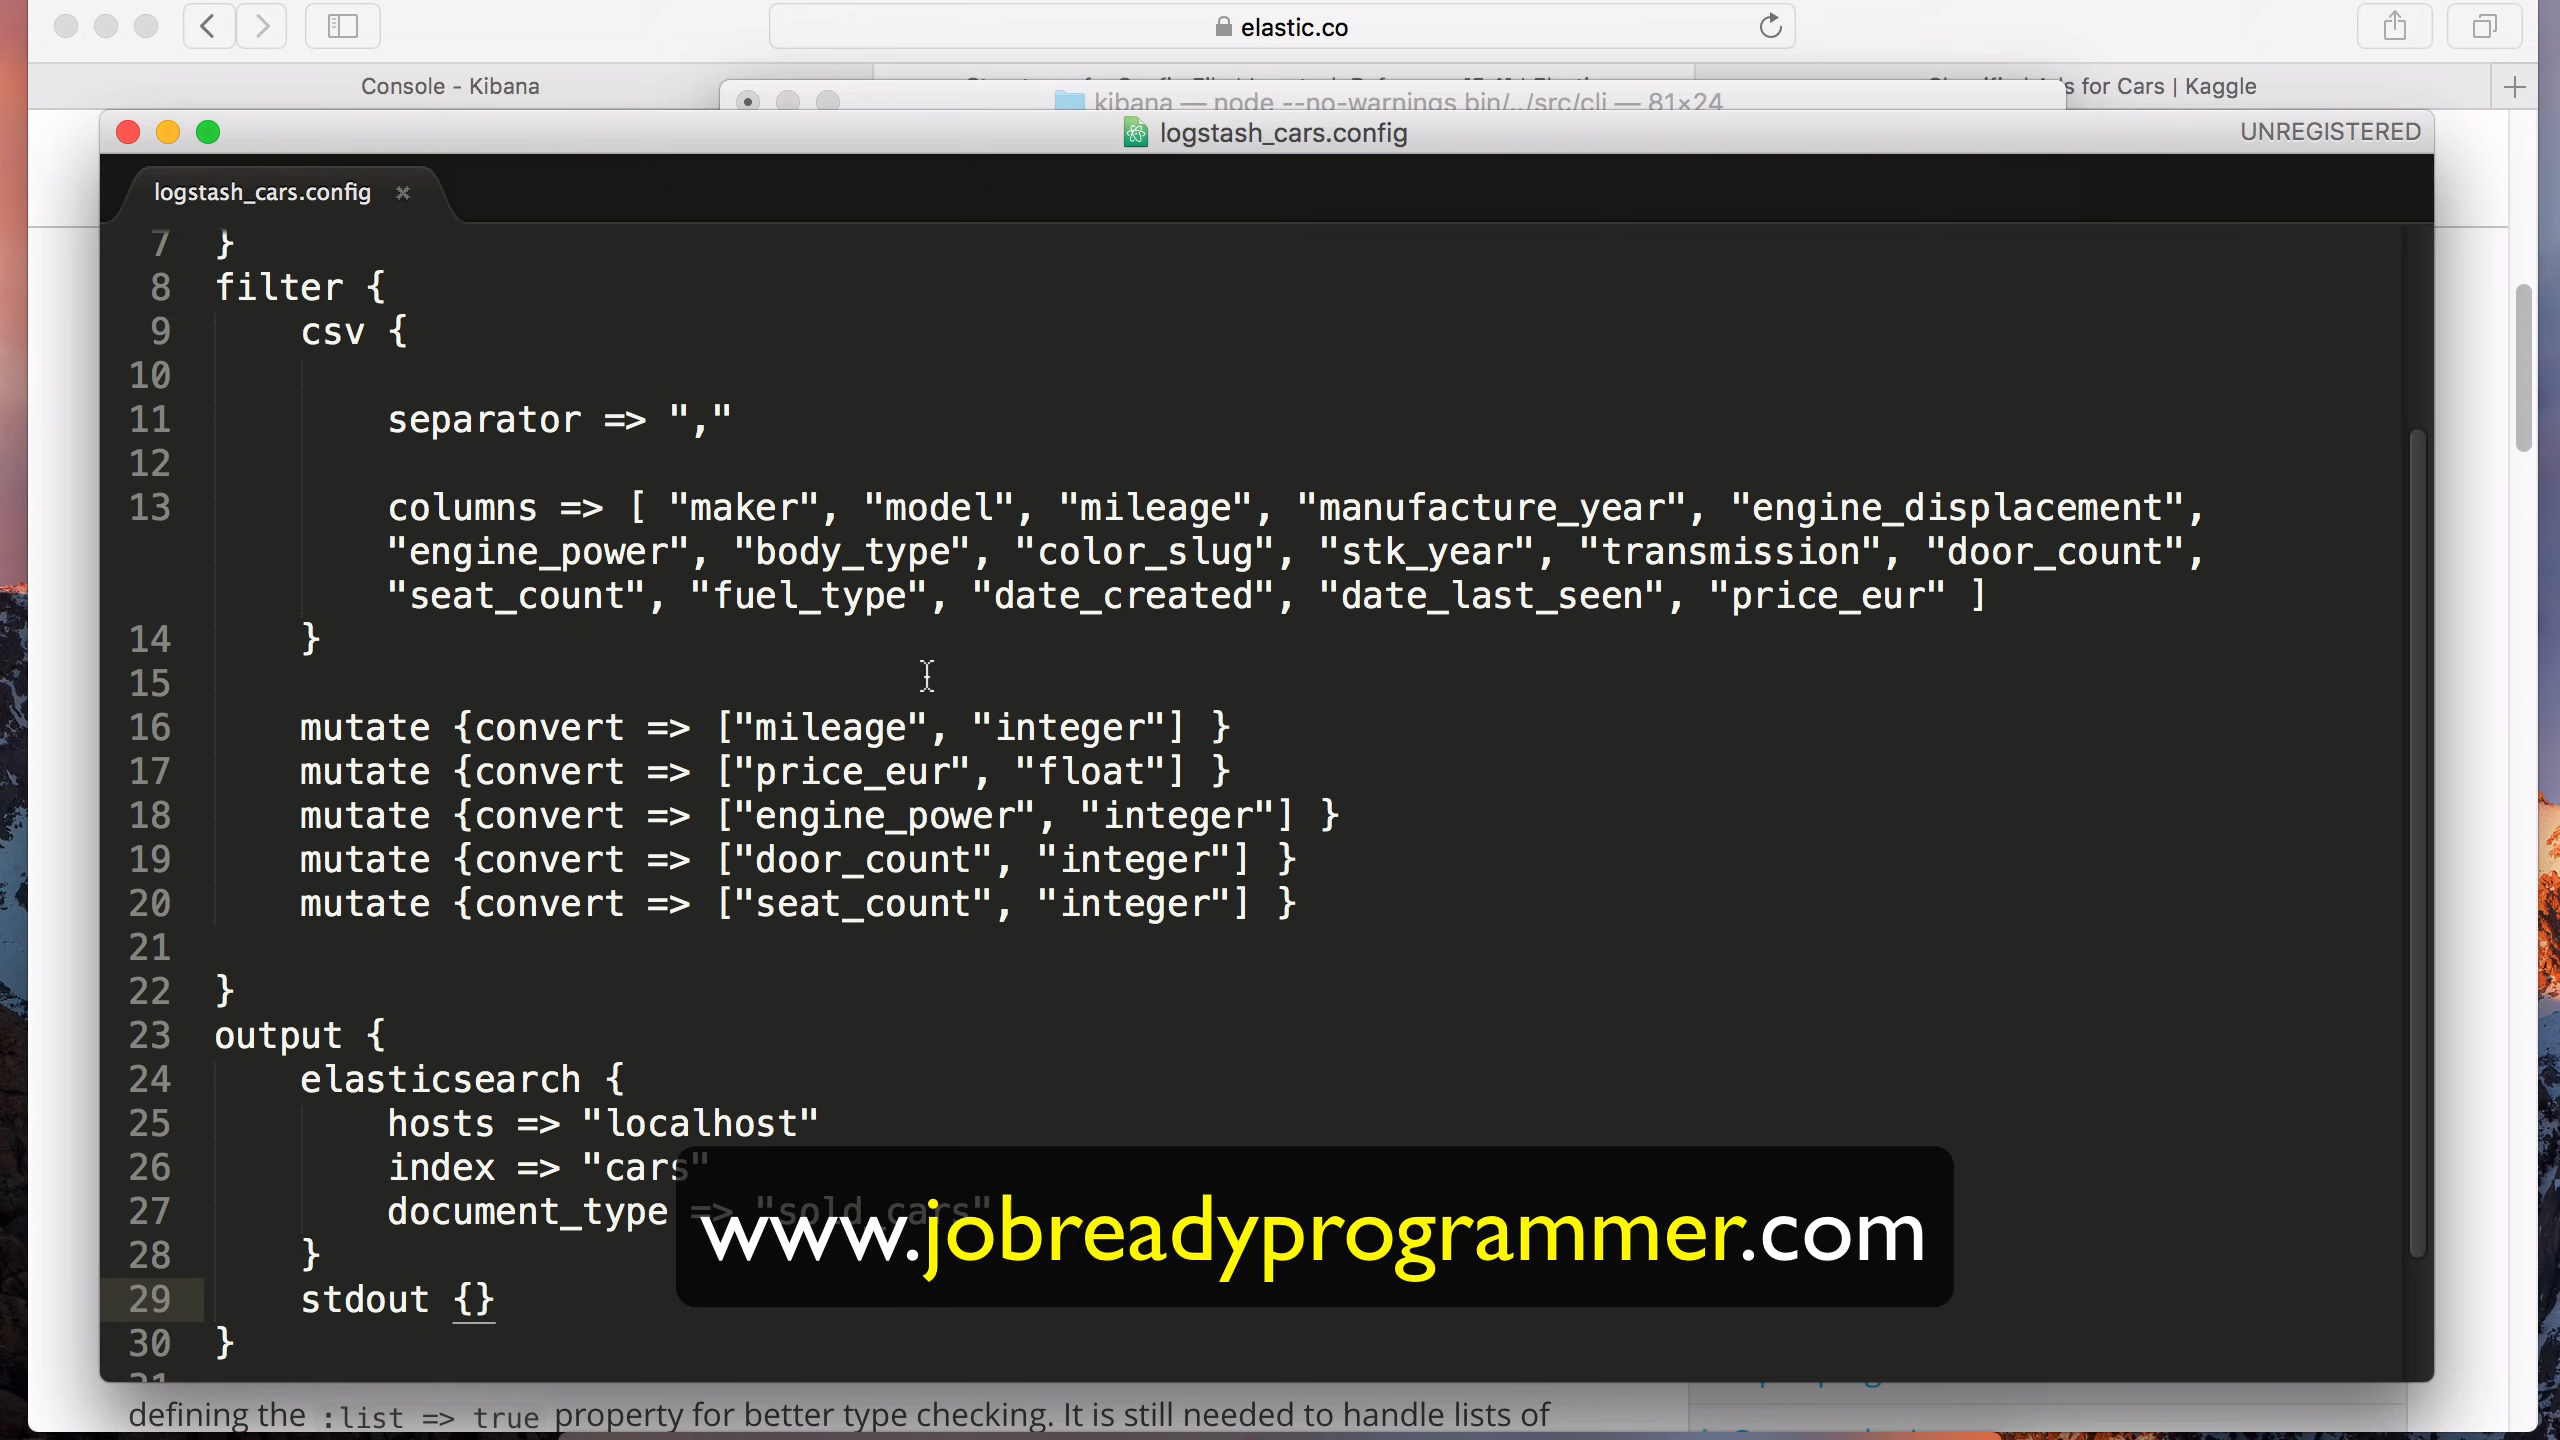 elastic.co
Console - Kibana
s for Cars | Kaggle
kibana — node --no-warnings bin/../src/cli — 81×24
logstash_cars.config
UNREGISTERED
logstash_cars.config
7 }
8 filter {
9 csv {
10
11 separator => ","
12
13 columns => [ "maker", "model", "mileage", "manufacture_year", "engine_displacement",
"engine_power", "body_type", "color_slug", "stk_year", "transmission", "door_count",
"seat_count", "fuel_type", "date_created", "date_last_seen", "price_eur" ]
14 }
15
16 mutate {convert => ["mileage", "integer"] }
17 mutate {convert => ["price_eur", "float"] }
18 mutate {convert => ["engine_power", "integer"] }
19 mutate {convert => ["door_count", "integer"] }
20 mutate {convert => ["seat_count", "integer"] }
21
22 }
23 output {
24 elasticsearch {
25 hosts => "localhost"
26 index => "cars"
27 document_type => "sold_cars"
28 }
29 stdout {}
30 }
www.jobreadyprogrammer.com
defining the :list => true property for better type checking. It is still needed to handle lists of